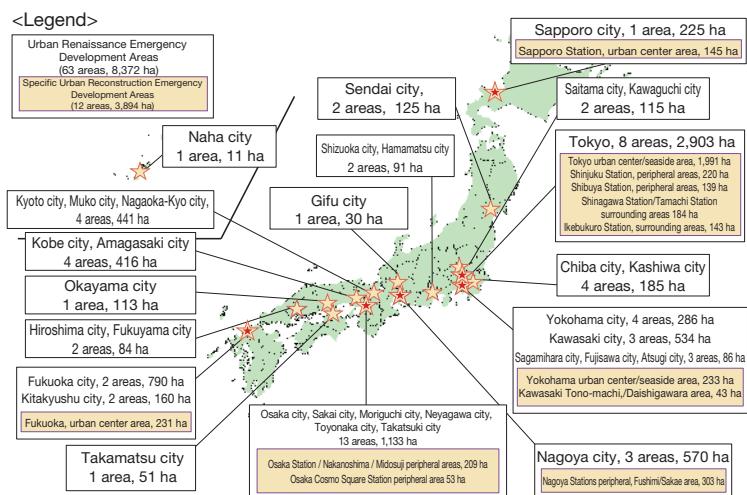 <Legend>
Urban Renaissance Emergency
Development Areas
(63 areas, 8,372 ha)
Specific Urban Reconstruction Emergency
Development Areas
(12 areas, 3,894 ha)
Sapporo city, 1 area, 225 ha
Sapporo Station, urban center area, 145 ha
Sendai city,
2 areas, 125 ha
Saitama city, Kawaguchi city
2 areas, 115 ha
Naha city
1 area, 11 ha
Shizuoka city, Hamamatsu city
2 areas, 91 ha
Tokyo, 8 areas, 2,903 ha
Tokyo urban center/seaside area, 1,991 ha
Shinjuku Station, peripheral areas, 220 ha
Shibuya Station, peripheral areas, 139 ha
Shinagawa Station/Tamachi Station
surrounding areas 184 ha
Ikebukuro Station, surrounding areas, 143 ha
Kyoto city, Muko city, Nagaoka-Kyo city,
4 areas, 441 ha
Gifu city
1 area, 30 ha
Kobe city, Amagasaki city
4 areas, 416 ha
Chiba city, Kashiwa city
4 areas, 185 ha
Okayama city
1 area, 113 ha
Hiroshima city, Fukuyama city
2 areas, 84 ha
Yokohama city, 4 areas, 286 ha
Kawasaki city, 3 areas, 534 ha
Sagamihara city, Fujisawa city, Atsugi city, 3 areas, 86 ha
Yokohama urban center/seaside area, 233 ha
Kawasaki Tono-machi,/Daishigawara area, 43 ha
Fukuoka city, 2 areas, 790 ha
Kitakyushu city, 2 areas, 160 ha
Fukuoka, urban center area, 231 ha
Osaka city, Sakai city, Moriguchi city, Neyagawa city,
Toyonaka city, Takatsuki city
13 areas, 1,133 ha
Osaka Station / Nakanoshima / Midosuji peripheral areas, 209 ha
Osaka Cosmo Square Station peripheral area 53 ha
Takamatsu city
1 area, 51 ha
Nagoya city, 3 areas, 570 ha
Nagoya Stations peripheral, Fushimi/Sakae area, 303 ha